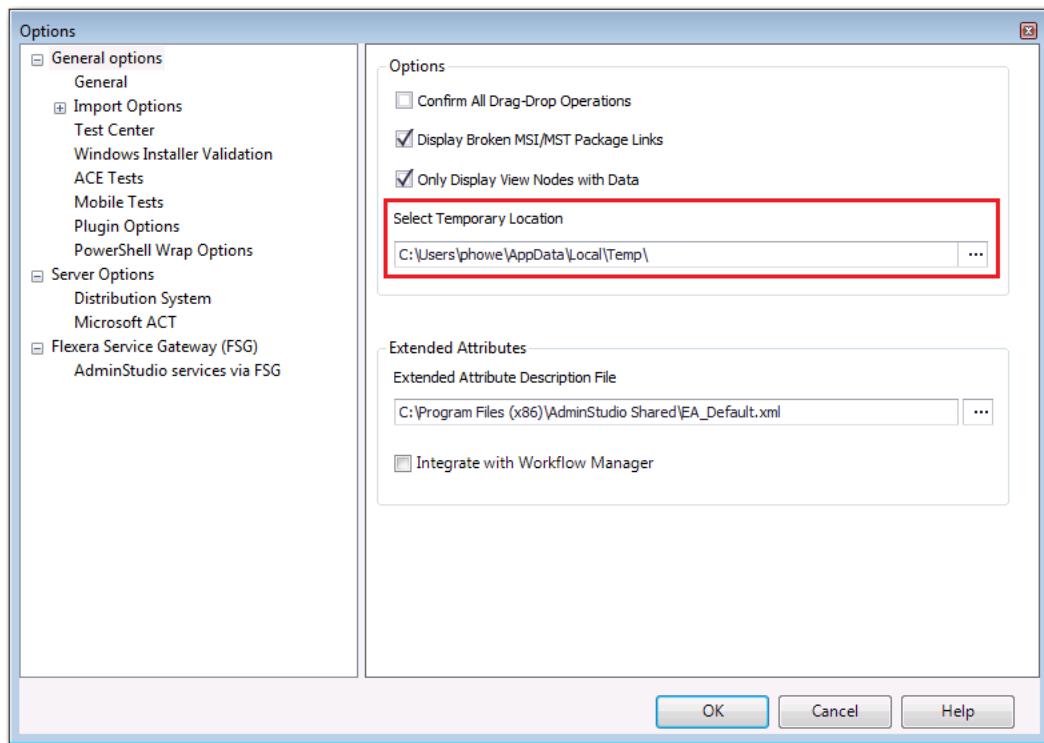 Options
General options
General
Import Options
Test Center
Windows Installer Validation
ACE Tests
Mobile Tests
Plugin Options
PowerShell Wrap Options
Server Options
Distribution System
Microsoft ACT
Flexera Service Gateway (FSG)
AdminStudio services via FSG
Options
Confirm All Drag-Drop Operations
Display Broken MSI/MST Package Links
Only Display View Nodes with Data
Select Temporary Location
C:\Users\phowe\AppData\Local\Temp\
...
Extended Attributes
Extended Attribute Description File
C:\Program Files (x86)\AdminStudio Shared\EA_Default.xml
...
Integrate with Workflow Manager
OK
Cancel
Help